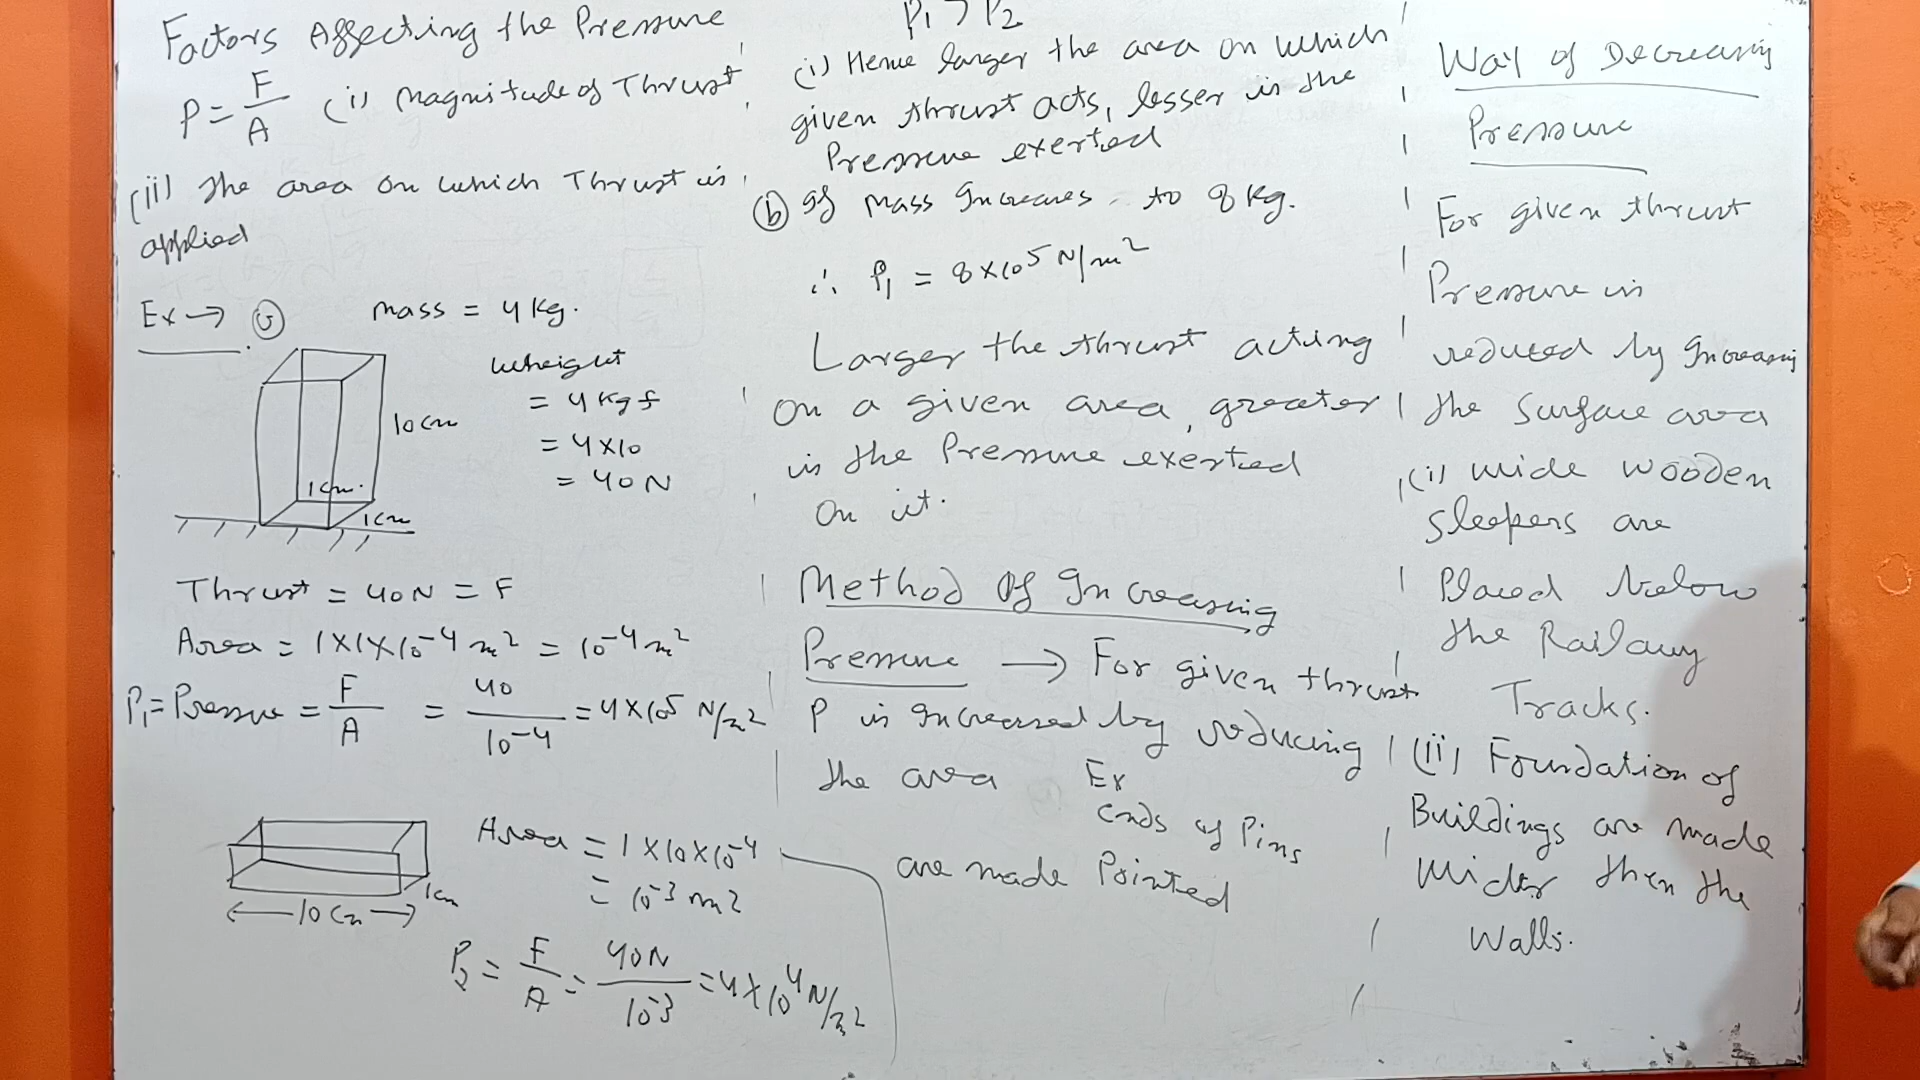 Factors Affecting the Pressure
P = F/A (i) Magnitude of Thrust
(ii) The area on which Thrust is
applied
Ex → mass = 4 kg.
Wheight
= 4 kgf
= 4×10
= 40 N
10 cm
1 cm.
1 cm
Thrust = 40N = F
Area = 1×1×10⁻⁴ m² = 10⁻⁴ m²
P₁ = Pressure = F/A = 40/10⁻⁴ = 4×10⁵ N/m²
Area = 1×10×10⁻⁴
= 10⁻³ m²
1 cm
10 cm
P₂ = F/A = 40N/10⁻³ = 4×10⁴ N/m²
P₁ > P₂
(i) Hence larger the area on which
given thrust acts, lesser is the
Pressure exerted
(b) If Mass Increases to 8 kg.
∴ P₁ = 8×10⁵ N/m²
Larger the thrust acting
on a given area, greater
is the Pressure exerted
on it.
Method Of Increasing
Pressure → For given thrust
P is Increased by reducing
the area Ex
ends of Pins
are made Pointed
Way of Decreasing
Pressure
For given thrust
Pressure is
reduced by Increasing
the Surface area
(i) wide wooden
sleepers are
Placed below
the Railway
Tracks.
(ii) Foundation of
Buildings are made
wider then the
Walls.